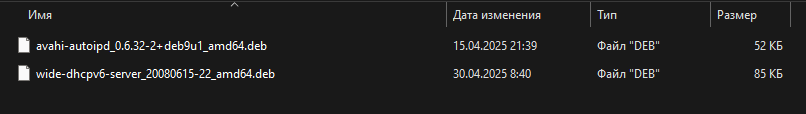 Имя Дата изменения Тип Размер
avahi-autoipd_0.6.32-2+deb9u1_amd64.deb 15.04.2025 21:39 Файл "DEB" 52 КБ
wide-dhcpv6-server_20080615-22_amd64.deb 30.04.2025 8:40 Файл "DEB" 85 КБ